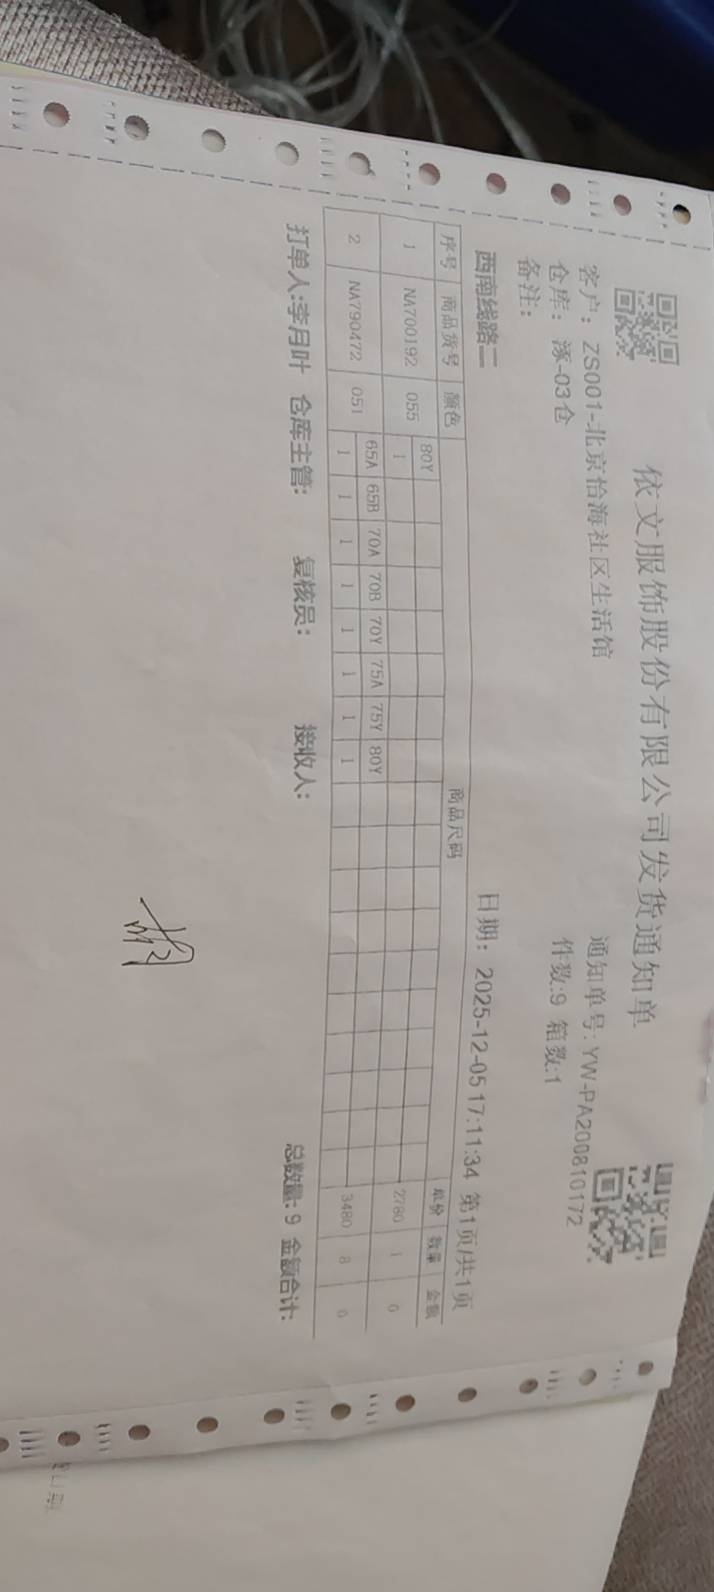 依文服饰股份有限公司发货通知单
客户：ZS001-北京怡海社区生活馆 通知单号:YW-PA200810172
仓库：涿-03仓 件数:9 箱数:1
备注：
西南线路二 日期：2025-12-05 17:11:34 第1页/共1页
序号 商品货号 颜色 商品尺码 单价 数量 金额
80Y
1 NA700192 055 1 2780 1 0
65A 65B 70A 70B 70Y 75A 75Y 80Y
2 NA790472 051 1 1 1 1 1 1 1 1 3480 8 0
打单人:李月叶 仓库主管: 复核员: 接收人: 总数量: 9 金额合计: